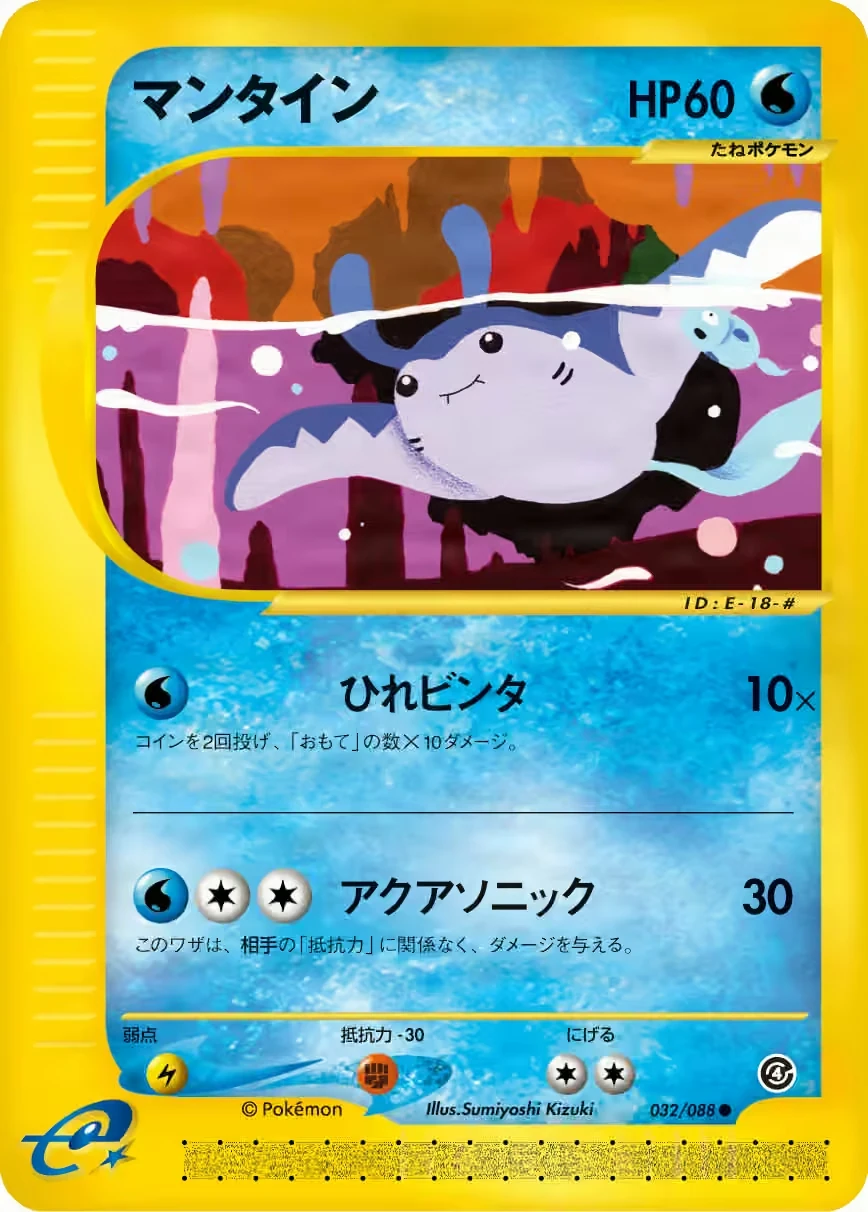 マンタイン
HP60
たねポケモン
ID:E-18-#
ひれビンタ 10×
コインを2回投げ、「おもて」の数×10ダメージ。
アクアソニック 30
このワザは、相手の「抵抗力」に関係なく、ダメージを与える。
弱点 抵抗力 -30 にげる
4
© Pokémon Illus.Sumiyoshi Kizuki 032/088
e